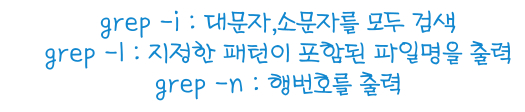 grep -i : 대문자,소문자를 모두 검색
grep -l : 지정한 패턴이 포함된 파일명을 출력
grep -n : 행번호를 출력